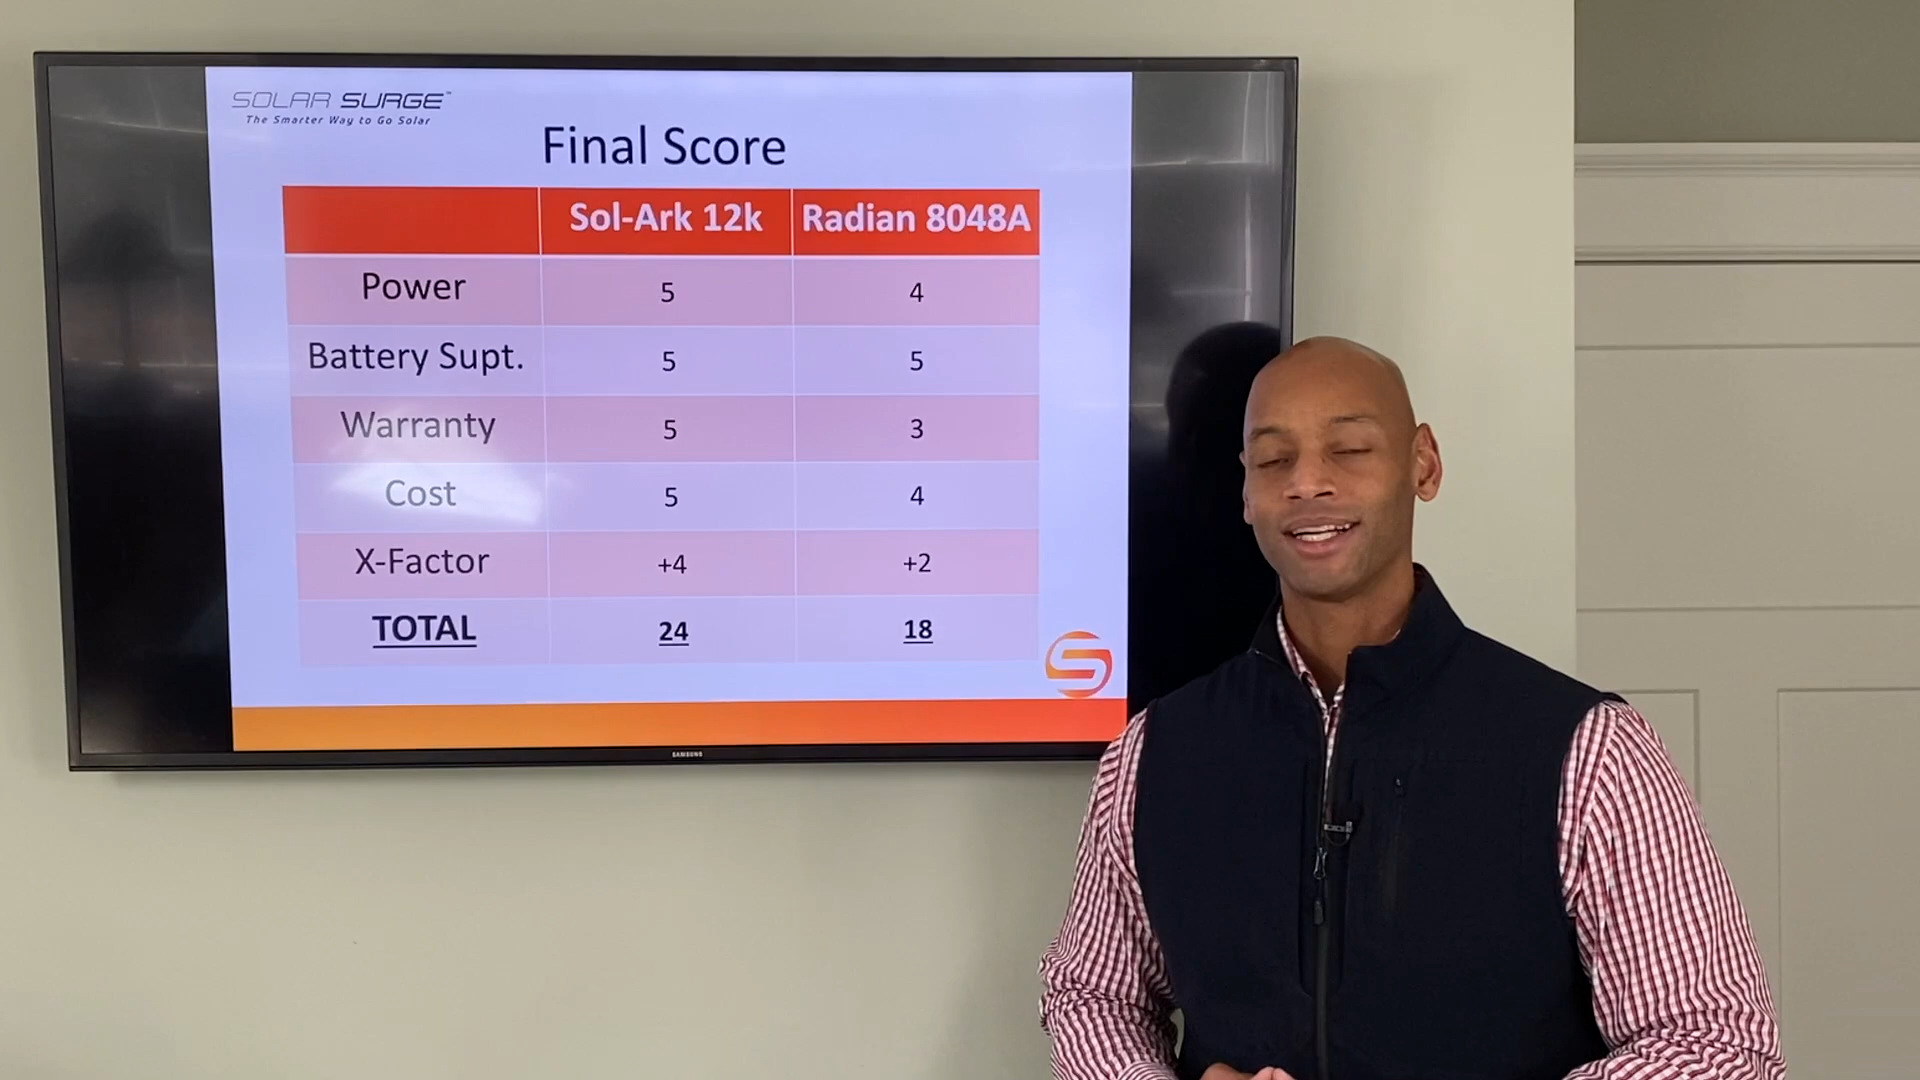 SOLAR SURGE™
The Smarter Way to Go Solar
Final Score
Sol-Ark 12k Radian 8048A
Power 5 4
Battery Supt. 5 5
Warranty 5 3
Cost 5 4
X-Factor +4 +2
TOTAL 24 18
S
SAMSUNG